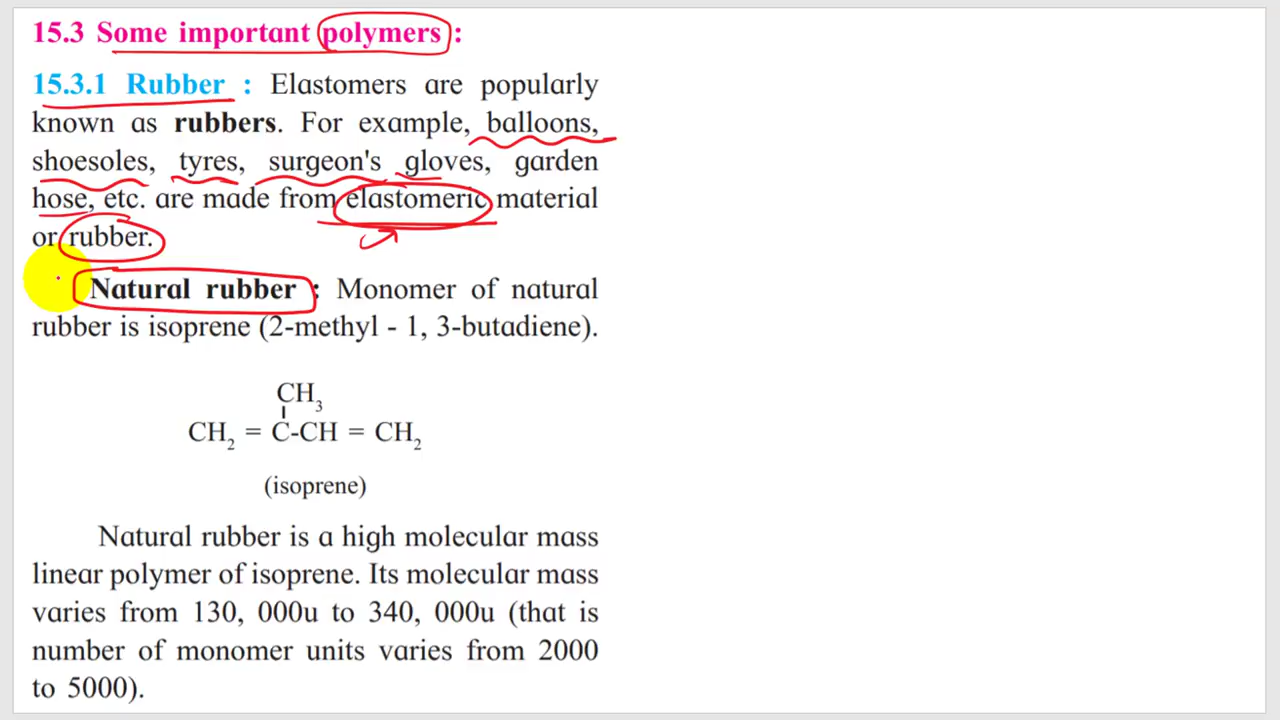 15.3 Some important polymers :
15.3.1 Rubber : Elastomers are popularly
known as rubbers. For example, balloons,
shoesoles, tyres, surgeon's gloves, garden
hose, etc. are made from elastomeric material
or rubber.
Natural rubber : Monomer of natural
rubber is isoprene (2-methyl - 1, 3-butadiene).
CH3
CH2 = C-CH = CH2
(isoprene)
Natural rubber is a high molecular mass
linear polymer of isoprene. Its molecular mass
varies from 130, 000u to 340, 000u (that is
number of monomer units varies from 2000
to 5000).